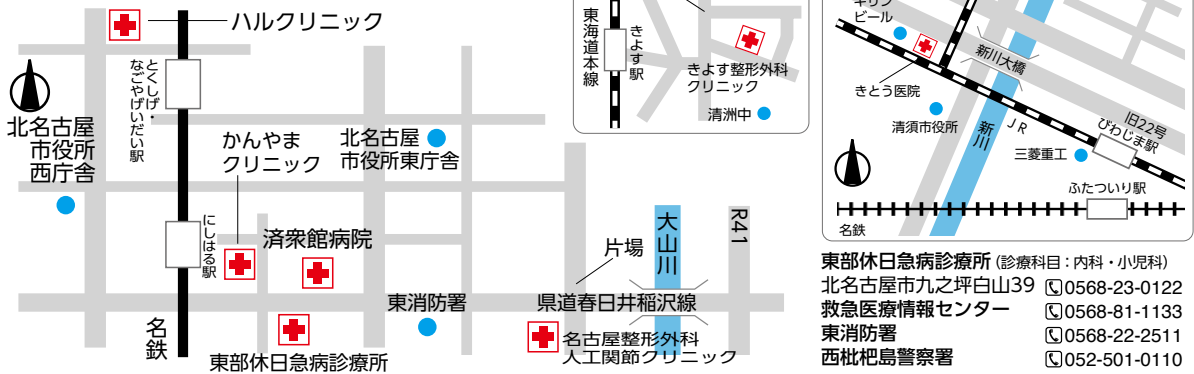 ハルクリニック
とくしげ・
なごやげいだい駅
北名古屋
市役所
西庁舎
かんやま
クリニック
北名古屋
市役所東庁舎
にしはる駅
済衆館病院
名鉄
東部休日急病診療所
東消防署
片場
県道春日井稲沢線
大山川
R41
名古屋整形外科
人工関節クリニック
東海道本線
きよす駅
きよす整形外科
クリニック
清洲中
キリン
ビール
きとう医院
新川大橋
清須市役所
新川
JR
旧22号
びわじま駅
三菱重工
ふたついり駅
名鉄
東部休日急病診療所(診療科目:内科・小児科)
北名古屋市九之坪白山39 0568-23-0122
救急医療情報センター 0568-81-1133
東消防署 0568-22-2511
西枇杷島警察署 052-501-0110